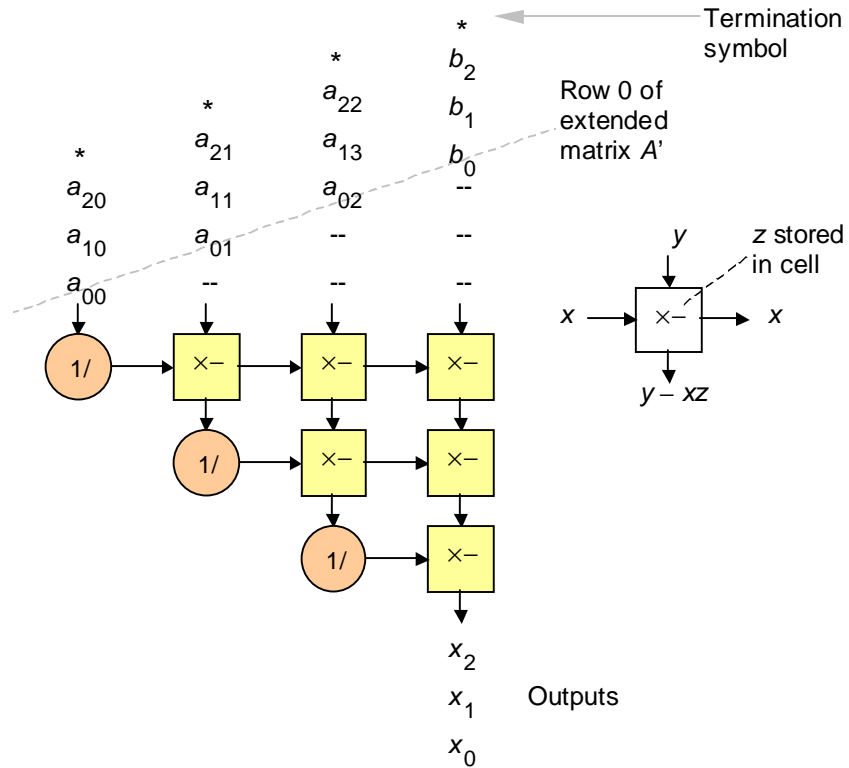 Termination
symbol
* * * *
b2
a22
b1
Row 0 of
extended
matrix A'
a21 a13 b0
a20 a11 a02 --
a10 a01 -- --
a00 -- -- --
y
z stored
in cell
x ×− x
y − xz
1/ ×− ×− ×−
1/ ×− ×−
1/ ×−
x2
x1 Outputs
x0